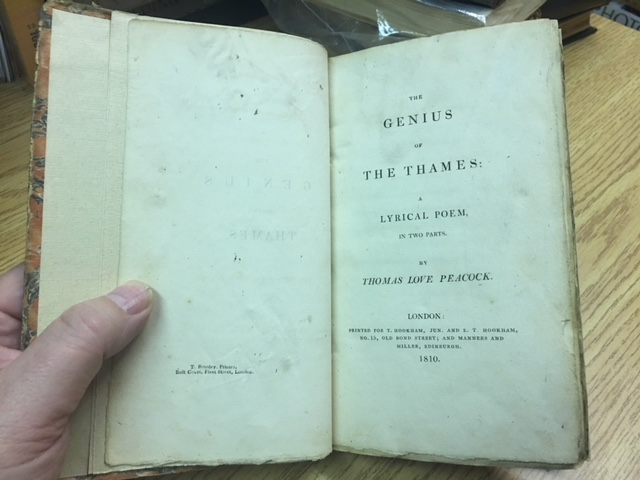 T. Bensley, Printer,
Bolt Court, Fleet Street, London.
THE
GENIUS
OF
THE THAMES:
A
LYRICAL POEM,
IN TWO PARTS.
BY
THOMAS LOVE PEACOCK.
LONDON:
PRINTED FOR T. HOOKHAM, JUN. AND E. T. HOOKHAM,
NO. 15, OLD BOND STREET; AND MANNERS AND
MILLER, EDINBURGH.
1810.